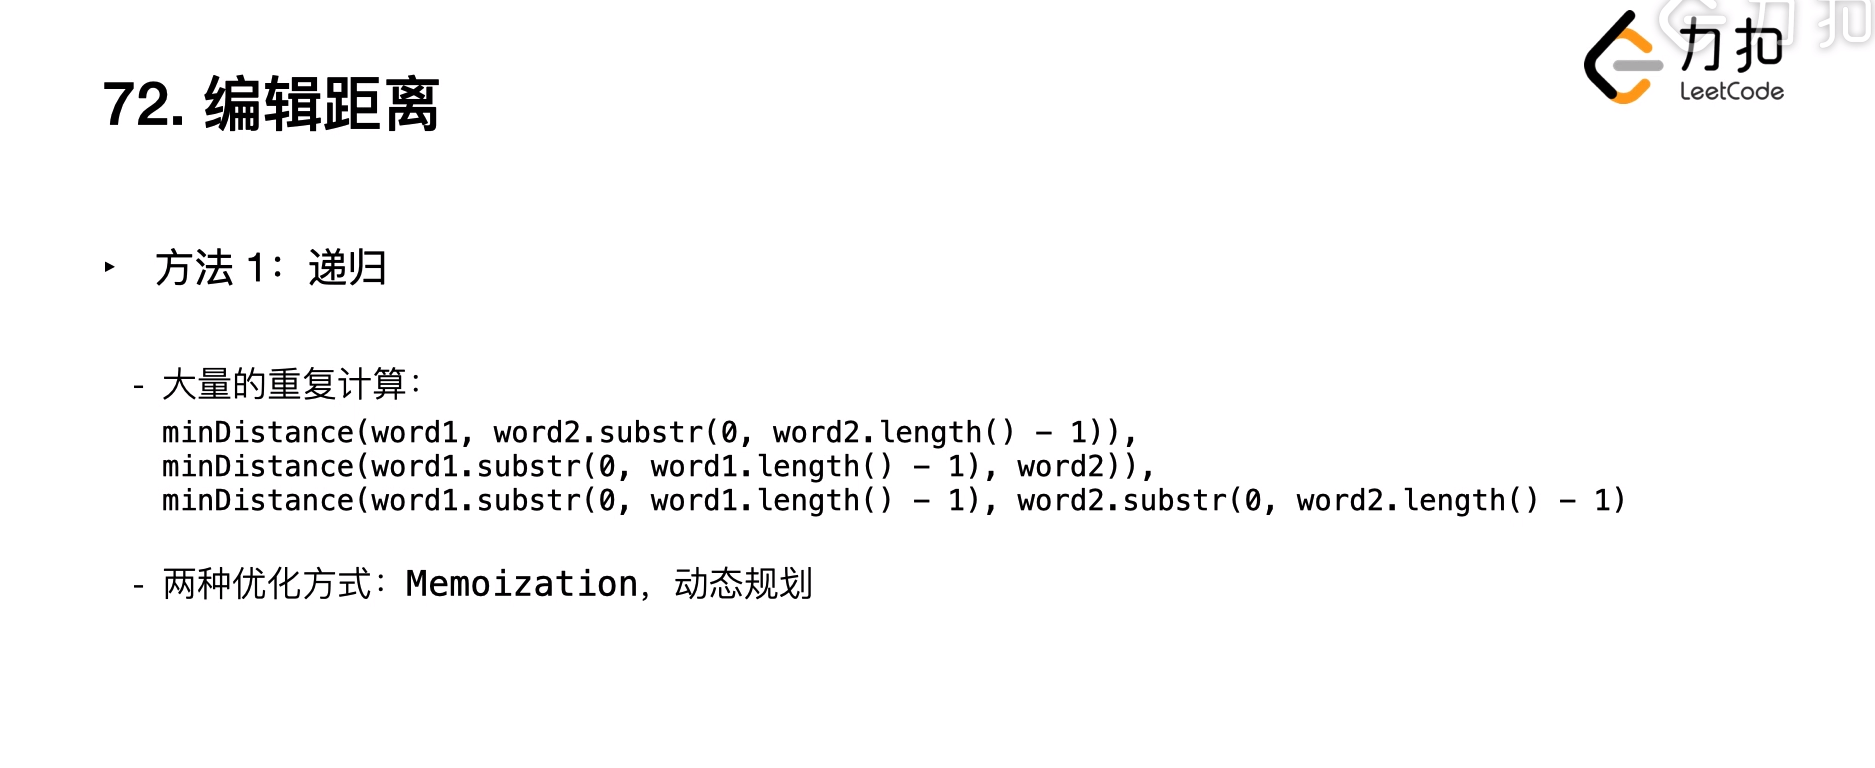 力扣
力扣
LeetCode
72. 编辑距离
‣ 方法 1：递归
- 大量的重复计算：
minDistance(word1, word2.substr(0, word2.length() - 1)),
minDistance(word1.substr(0, word1.length() - 1), word2)),
minDistance(word1.substr(0, word1.length() - 1), word2.substr(0, word2.length() - 1)
- 两种优化方式：Memoization，动态规划